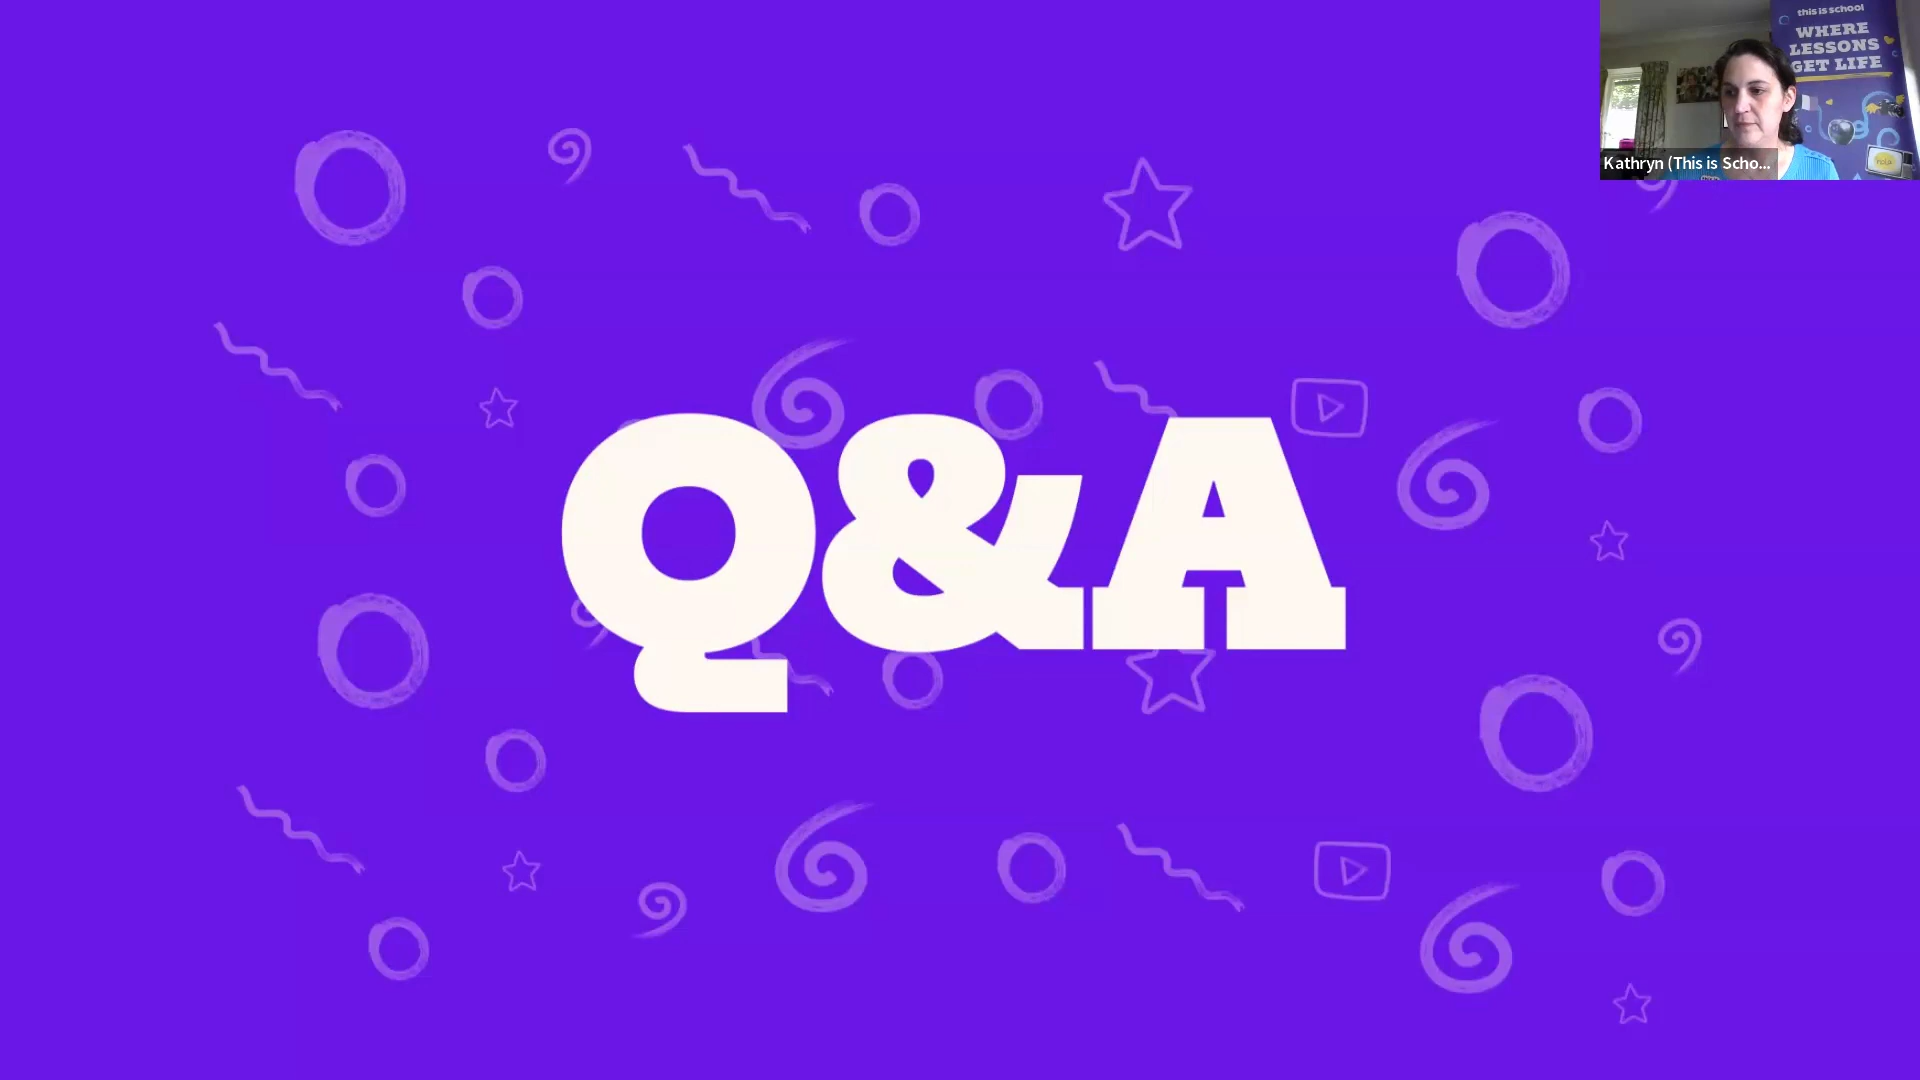 this is school
WHERE
LESSONS
GET LIFE
Kathryn (This is Scho...
Q&A